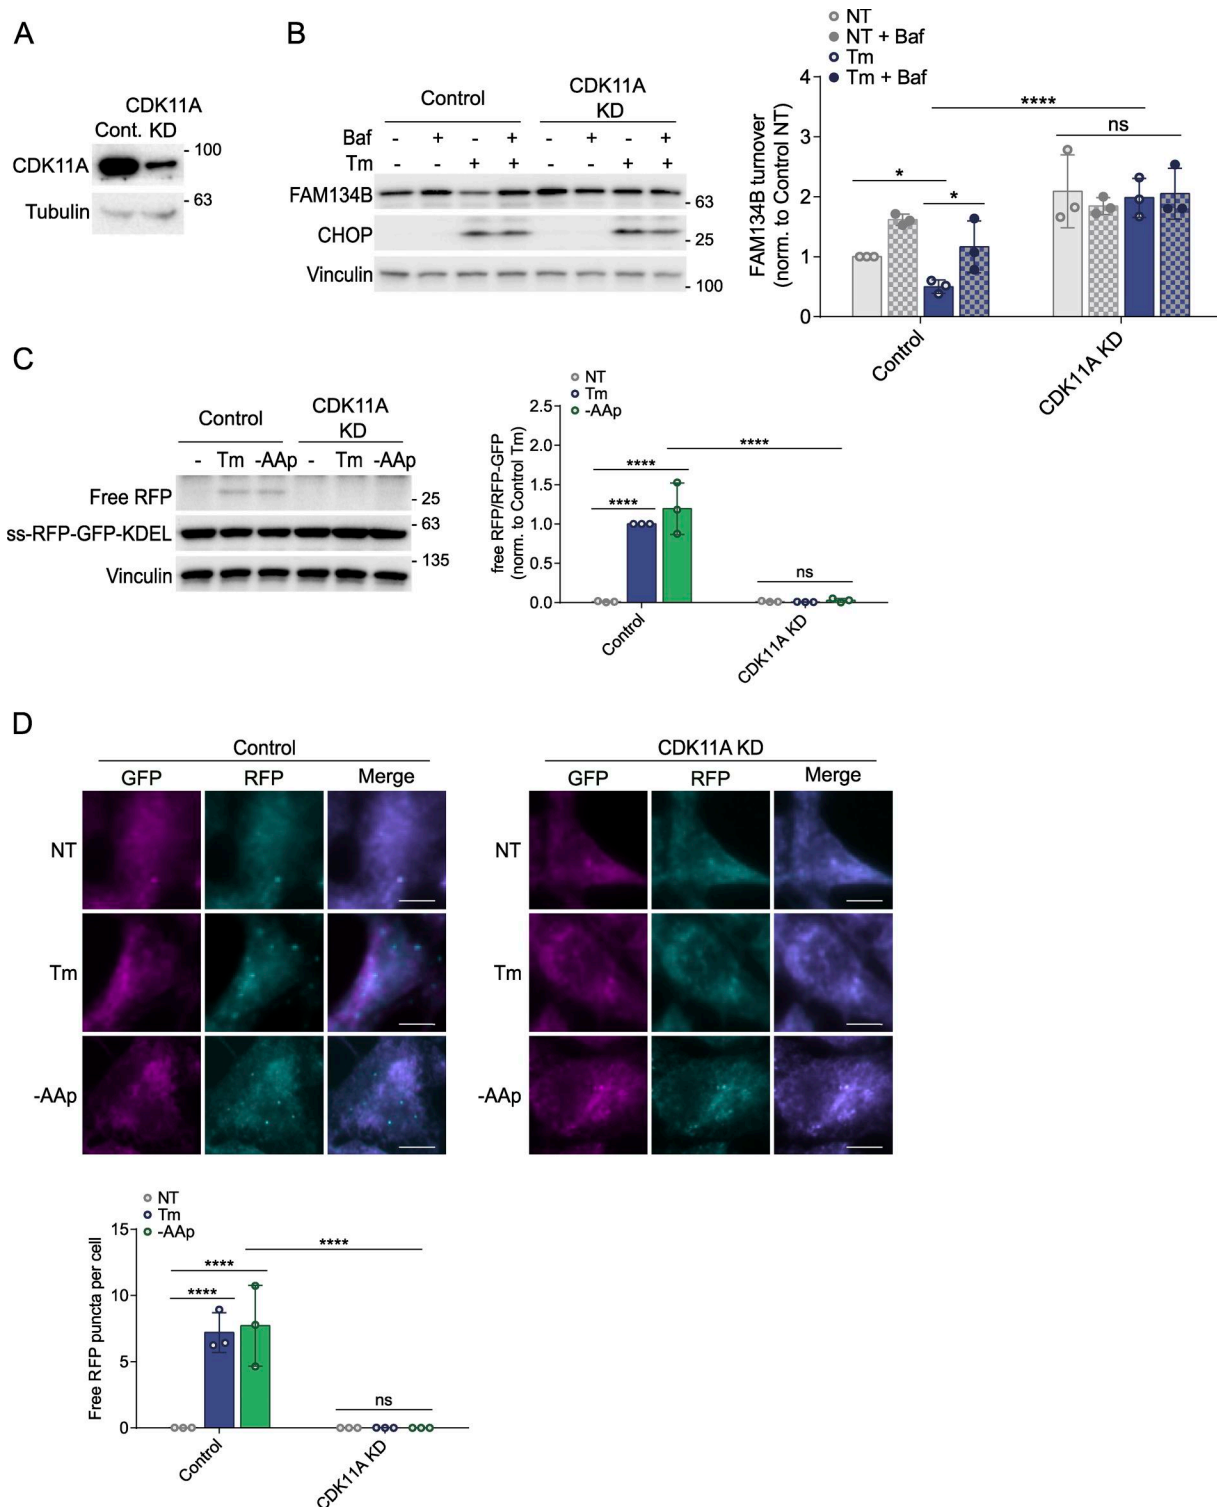 A
CDK11A
Cont. KD
CDK11A
- 100
Tubulin
- 63
B
Control
CDK11A
KD
Baf - + - + - + - +
Tm - - + + - - + +
FAM134B
- 63
CHOP
- 25
Vinculin
- 100
NT
NT + Baf
Tm
Tm + Baf
FAM134B turnover
(norm. to Control NT)
4
3
2
1
0
****
ns
*
*
Control
CDK11A KD
C
Control
CDK11A
KD
- Tm -AAp - Tm -AAp
Free RFP
- 25
ss-RFP-GFP-KDEL
- 63
Vinculin
- 135
NT
Tm
-AAp
free RFP/RFP-GFP
(norm. to Control Tm)
2.5
2.0
1.5
1.0
0.5
0.0
****
****
****
ns
Control
CDK11A KD
D
Control
GFP RFP Merge
NT
Tm
-AAp
CDK11A KD
GFP RFP Merge
NT
Tm
-AAp
NT
Tm
-AAp
Free RFP puncta per cell
15
10
5
0
****
****
****
ns
Control
CDK11A KD